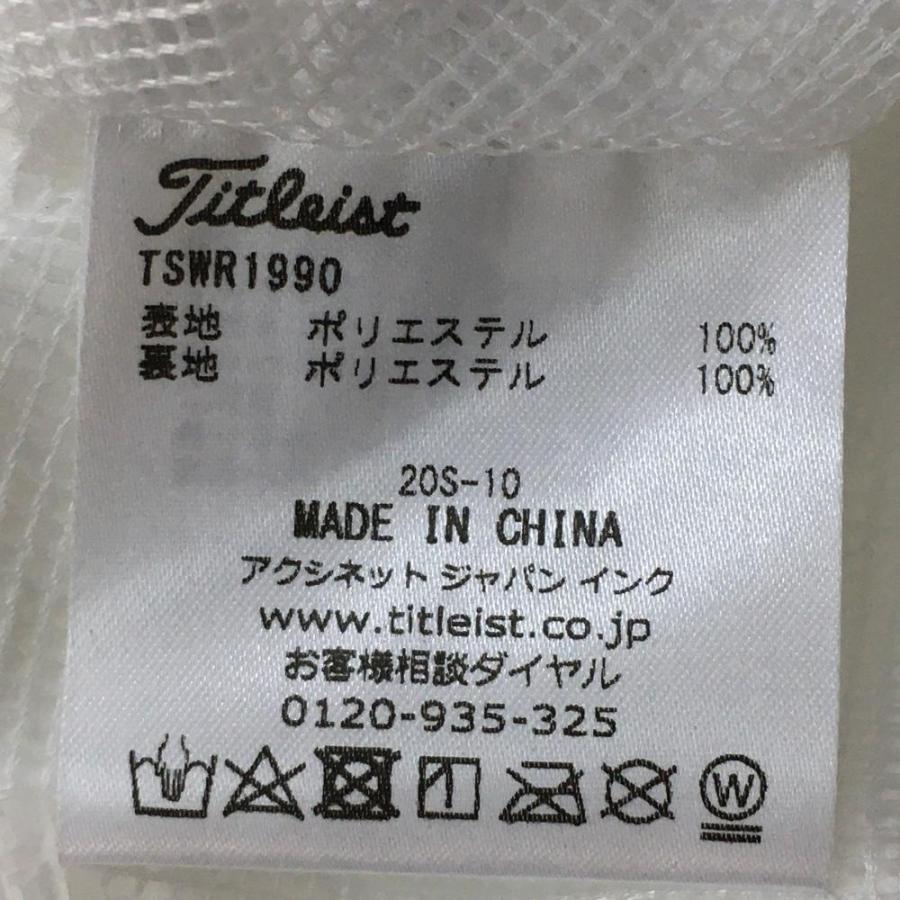 Titleist
TSWR1990
表地 ポリエステル 100%
裏地 ポリエステル 100%
20S-10
MADE IN CHINA
アクシネット ジャパン インク
www.titleist.co.jp
お客様相談ダイヤル
0120-935-325
W